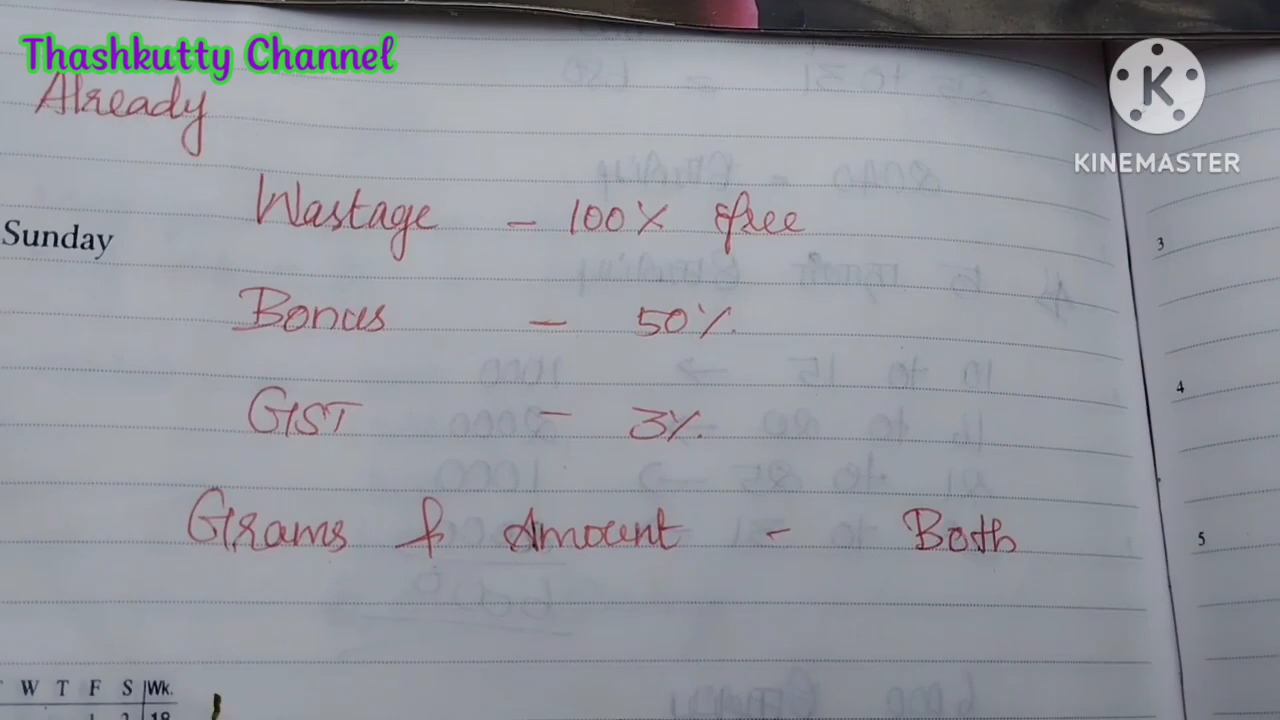 Thashkutty Channel
Already
KINEMASTER
Wastage - 100% free
Sunday
3
Bonus - 50%.
4
GST - 3%.
Grams & Amount - Both
5
W T F S Wk.